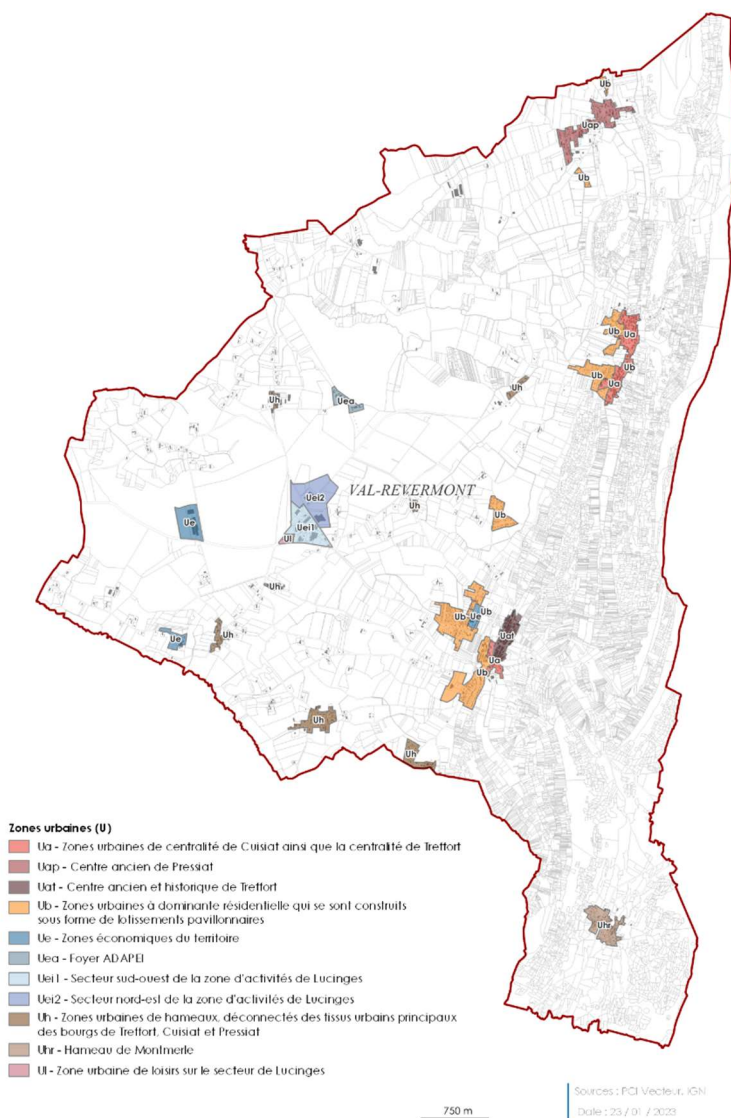 Ub
Uap
Ub
Ub
Ua
Ub
Ub
Ua
Uh
Uh
Uea
Uei2
VAL-REVERMONT
Uh
Ub
Ue
Uei1
Ul
Uh
Ub
Ub
Ue
Uat
Ue
Uh
Ua
Ub
Uh
Uh
Uhr
Zones urbaines (U)
Ua - Zones urbaines de centralité de Cuisiat ainsi que la centralité de Treffort
Uap - Centre ancien de Pressiat
Uat - Centre ancien et historique de Treffort
Ub - Zones urbaines à dominante résidentielle qui se sont construits
sous forme de lotissements pavillonnaires
Ue - Zones économiques du territoire
Uea - Foyer ADAPEI
Uei1 - Secteur sud-ouest de la zone d'activités de Lucinges
Uei2 - Secteur nord-est de la zone d'activités de Lucinges
Uh - Zones urbaines de hameaux, déconnectés des tissus urbains principaux
des bourgs de Treffort, Cuisiat et Pressiat
Uhr - Hameau de Montmerle
Ul - Zone urbaine de loisirs sur le secteur de Lucinges
750 m
Sources : PCI Vecteur, IGN
Date : 23 / 01 / 2023